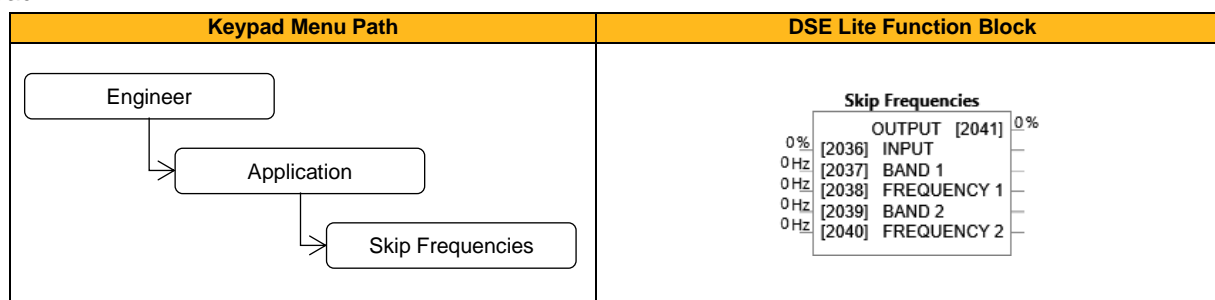 Keypad Menu Path
DSE Lite Function Block
Engineer
Application
Skip Frequencies
Skip Frequencies
OUTPUT [2041] 0%
0% [2036] INPUT
0Hz [2037] BAND 1
0Hz [2038] FREQUENCY 1
0Hz [2039] BAND 2
0Hz [2040] FREQUENCY 2